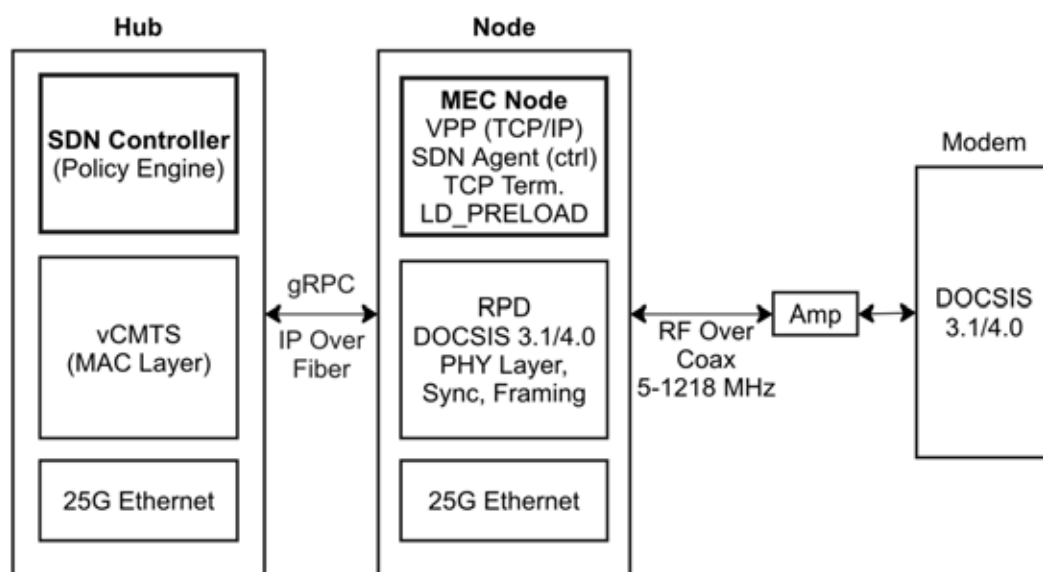 Hub
SDN Controller
(Policy Engine)
vCMTS
(MAC Layer)
25G Ethernet
gRPC
IP Over
Fiber
Node
MEC Node
VPP (TCP/IP)
SDN Agent (ctrl)
TCP Term.
LD_PRELOAD
RPD
DOCSIS 3.1/4.0
PHY Layer,
Sync, Framing
25G Ethernet
RF Over
Coax
5-1218 MHz
Amp
Modem
DOCSIS
3.1/4.0